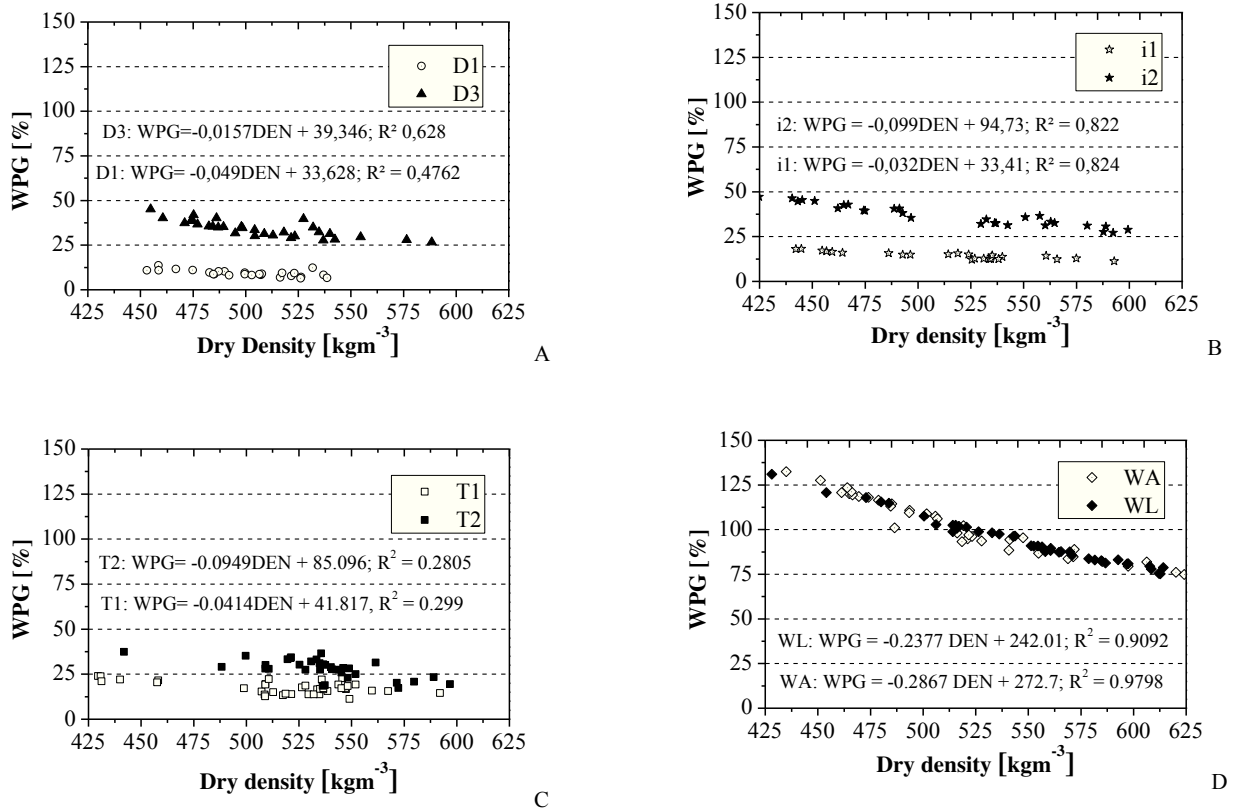 150
125
100
75
50
25
0
WPG [%]
D1
D3
D3: WPG=-0,0157DEN + 39,346; R² 0,628
D1: WPG= -0,049DEN + 33,628; R² = 0,4762
425 450 475 500 525 550 575 600 625
Dry Density [kgm-3]
A
150
125
100
75
50
25
0
WPG [%]
i1
i2
i2: WPG = -0,099DEN + 94,73; R² = 0,822
i1: WPG = -0,032DEN + 33,41; R² = 0,824
425 450 475 500 525 550 575 600 625
Dry density [kgm-3]
B
150
125
100
75
50
25
0
WPG [%]
T1
T2
T2: WPG= -0.0949DEN + 85.096; R2 = 0.2805
T1: WPG= -0.0414DEN + 41.817, R2 = 0.299
425 450 475 500 525 550 575 600 625
Dry density [kgm-3]
C
150
125
100
75
50
25
0
WPG [%]
WA
WL
WL: WPG = -0.2377 DEN + 242.01; R2 = 0.9092
WA: WPG = -0.2867 DEN + 272.7; R2 = 0.9798
425 450 475 500 525 550 575 600 625
Dry density [kgm-3]
D